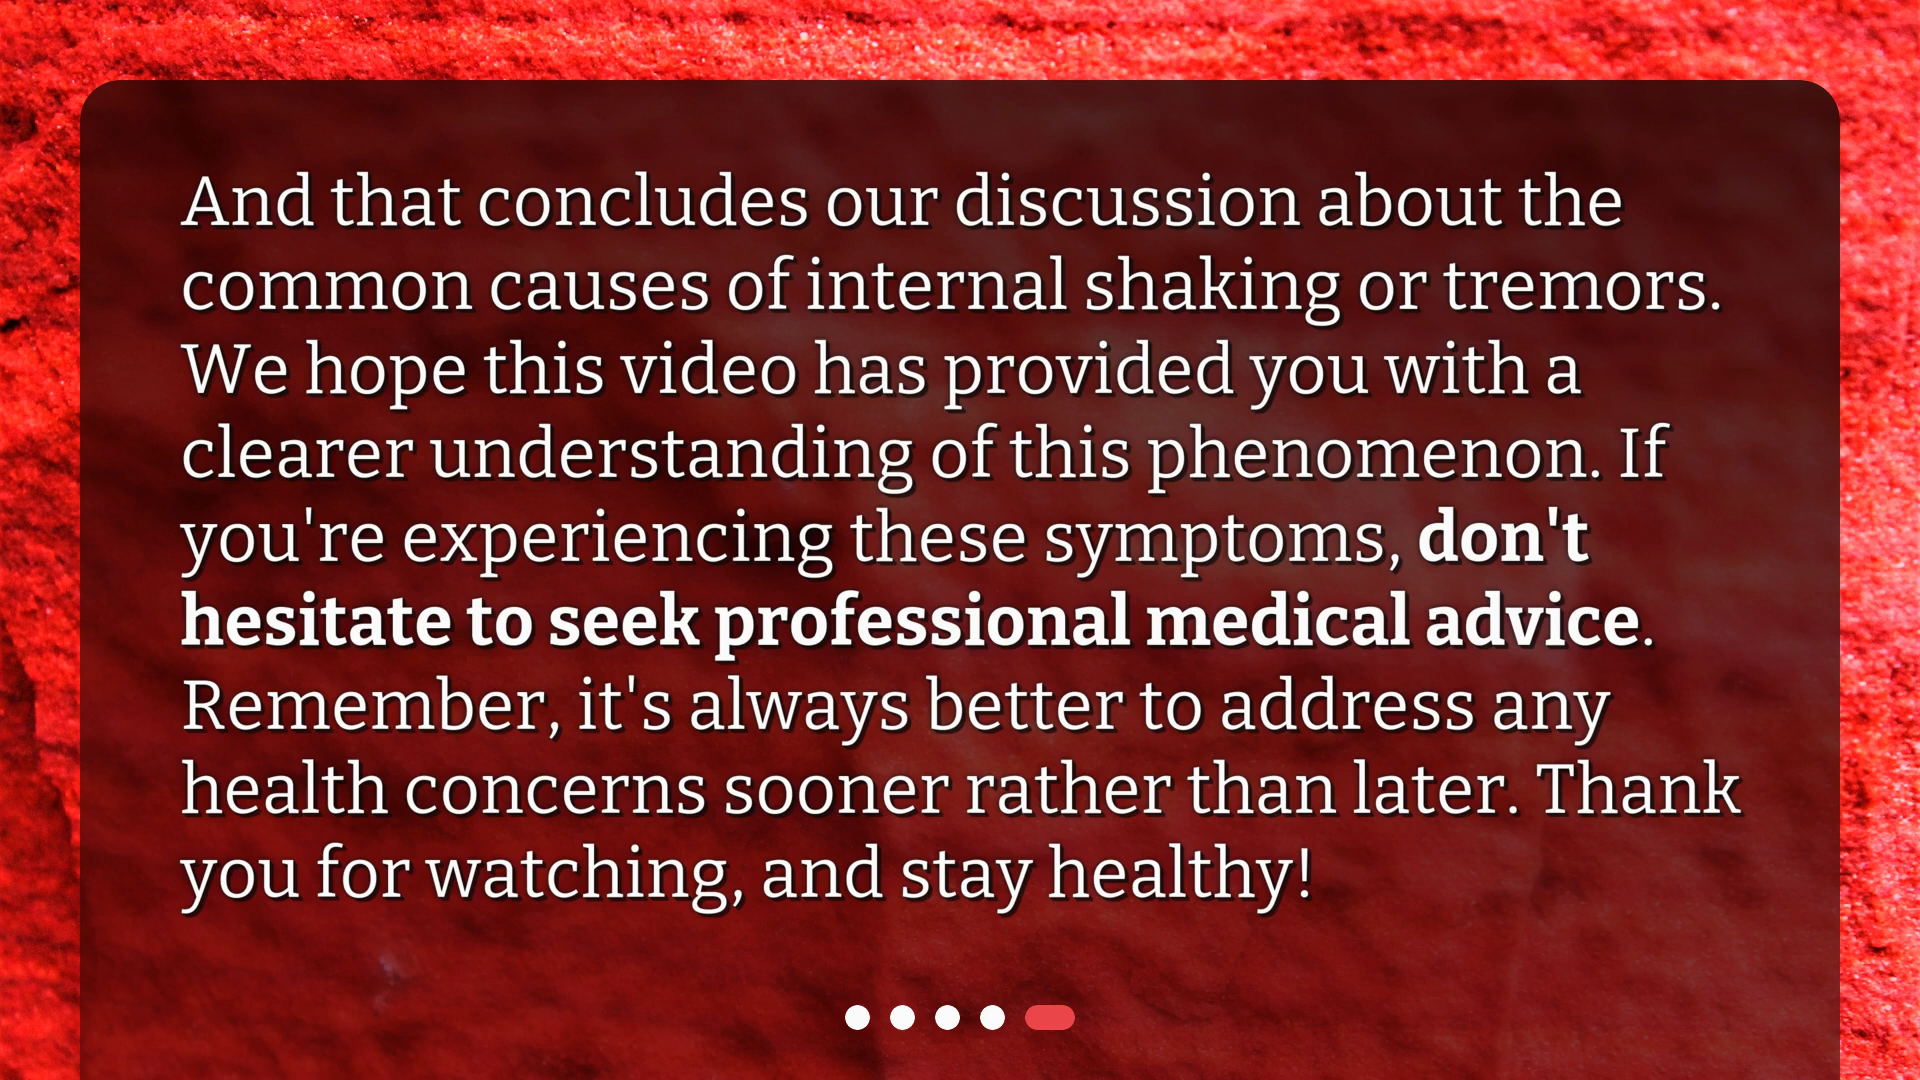 And that concludes our discussion about the
common causes of internal shaking or tremors.
We hope this video has provided you with a
clearer understanding of this phenomenon. If
you're experiencing these symptoms, don't
hesitate to seek professional medical advice.
Remember, it's always better to address any
health concerns sooner rather than later. Thank
you for watching, and stay healthy!